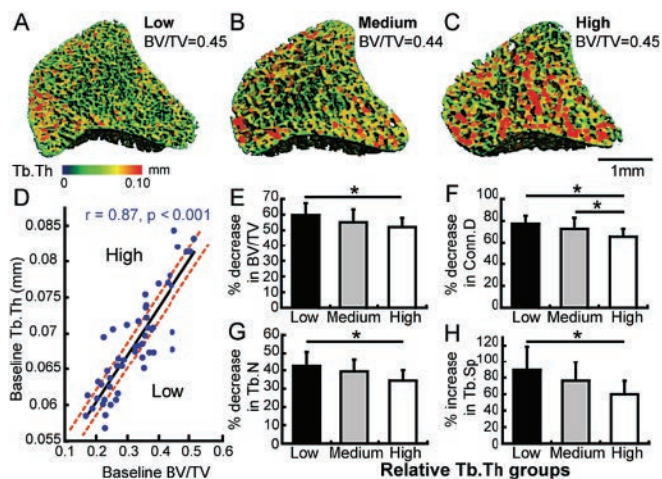 A Low BV/TV=0.45
B Medium BV/TV=0.44
C High BV/TV=0.45
Tb.Th
mm
0 0.10
1mm
D
r = 0.87, p < 0.001
High
Low
Baseline Tb.Th (mm)
0.085
0.08
0.075
0.07
0.065
0.06
0.055
0.1 0.2 0.3 0.4 0.5 0.6
Baseline BV/TV
E
*
% decrease
in BV/TV
70
60
50
40
30
20
10
0
Low Medium High
F
*
*
% decrease
in Conn.D
100
80
60
40
20
0
Low Medium High
G
*
% decrease
in Tb.N
60
50
40
30
20
10
0
Low Medium High
H
*
% increase
in Tb.Sp
120
100
80
60
40
20
0
Low Medium High
Relative Tb.Th groups